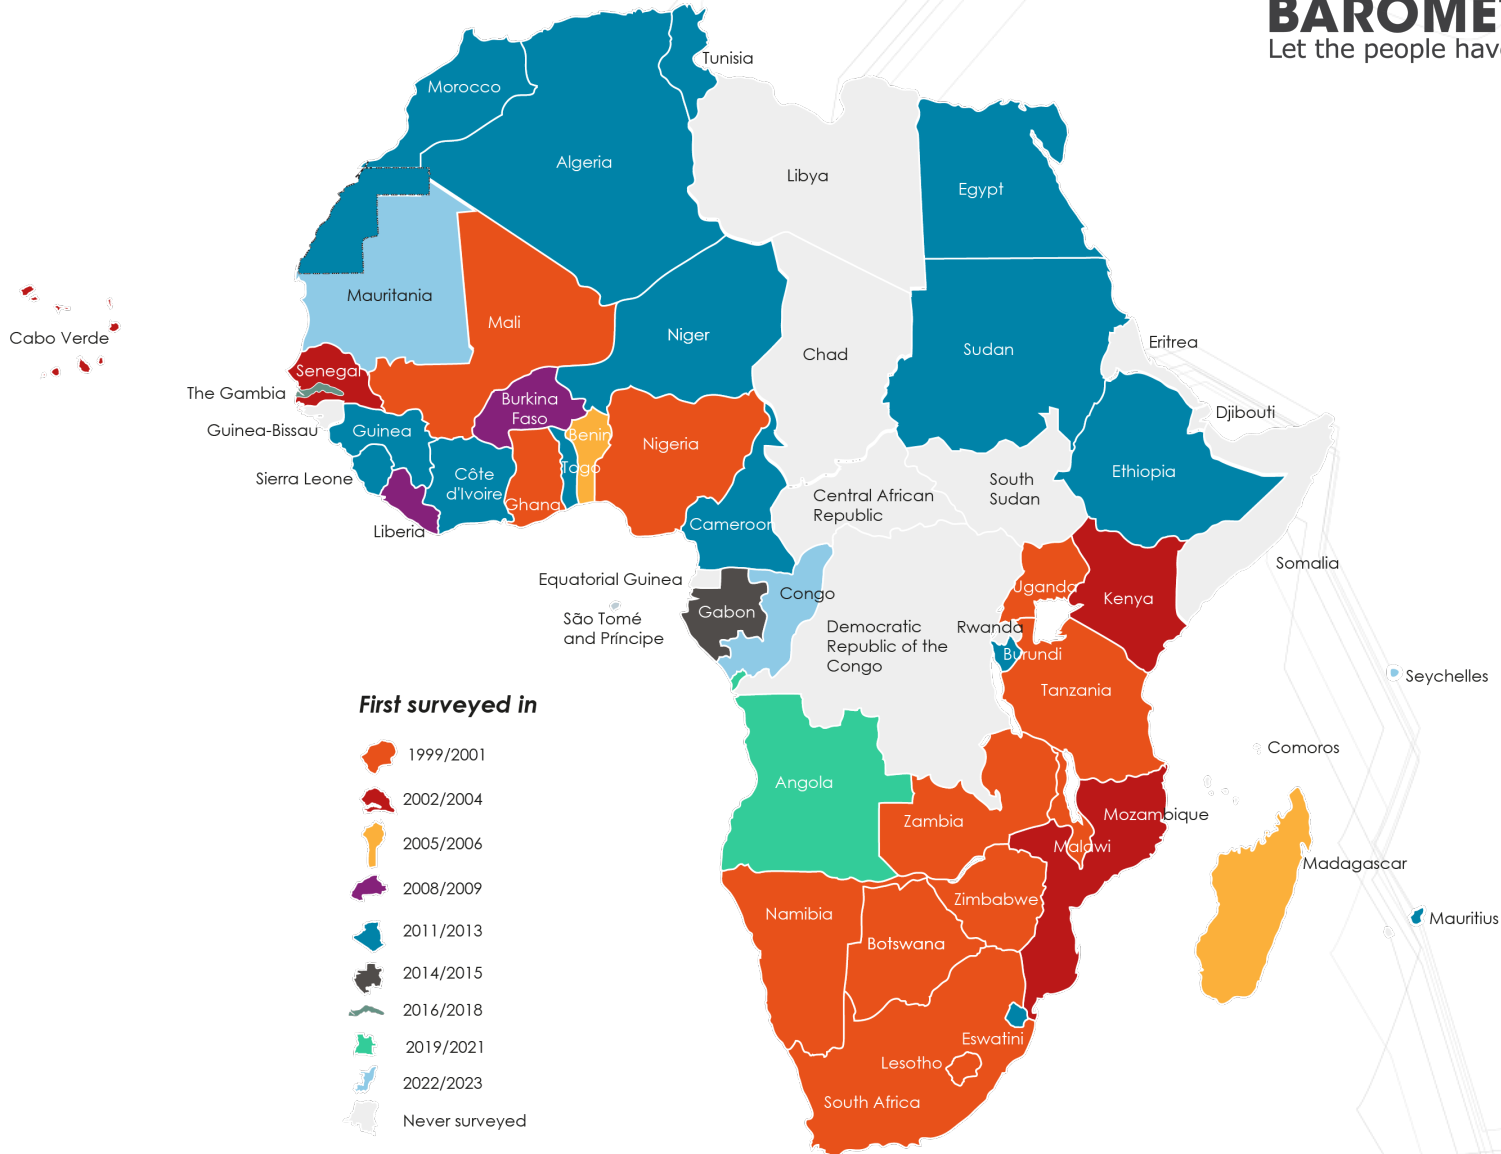 BAROME
Let the people hav
Tunisia
Morocco
Algeria
Libya
Egypt
Mauritania
Mali
Niger
Chad
Sudan
Eritrea
Cabo Verde
Senegal
The Gambia
Guinea-Bissau
Guinea
Sierra Leone
Liberia
Côte
d'Ivoire
Burkina
Faso
Ghana
Togo
Benin
Nigeria
Cameroon
Central African
Republic
South
Sudan
Ethiopia
Djibouti
Somalia
Equatorial Guinea
São Tomé
and Príncipe
Gabon
Congo
Democratic
Republic of the
Congo
Uganda
Kenya
Rwanda
Burundi
Tanzania
Seychelles
Comoros
Angola
Zambia
Malawi
Mozambique
Madagascar
Mauritius
Namibia
Botswana
Zimbabwe
Eswatini
Lesotho
South Africa
First surveyed in
1999/2001
2002/2004
2005/2006
2008/2009
2011/2013
2014/2015
2016/2018
2019/2021
2022/2023
Never surveyed